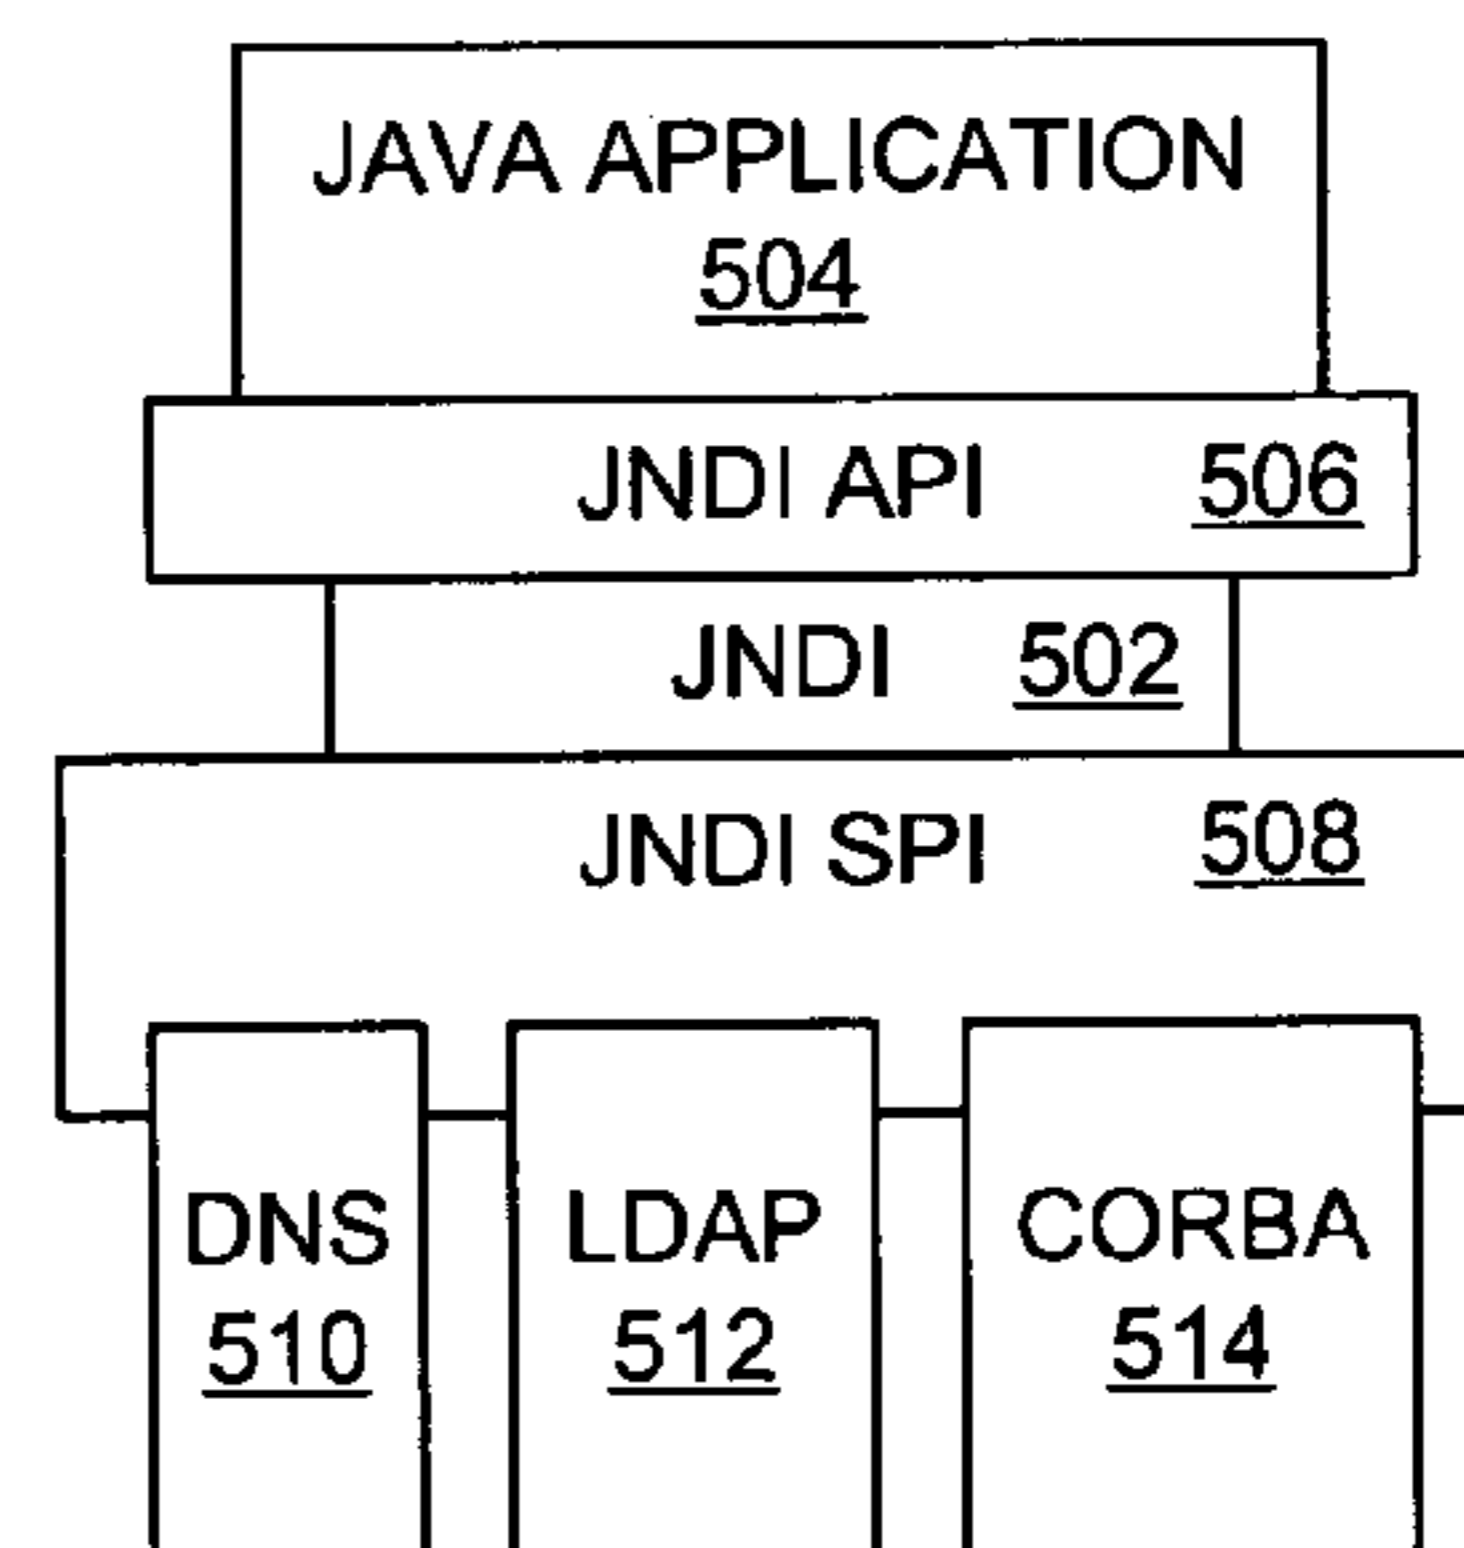 JAVA APPLICATION
504
JNDI API 506
JNDI 502
JNDI SPI 508
DNS LDAP CORBA
510 512 514